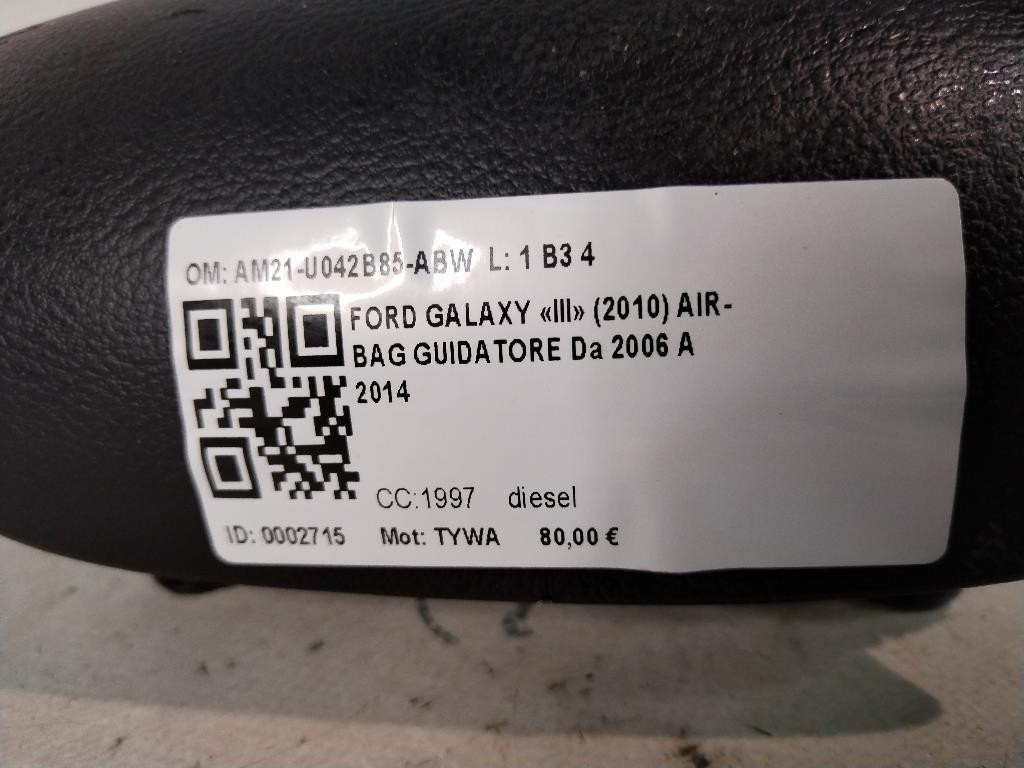 OM: AM21-U042B85-ABW L: 1 B3 4
FORD GALAXY «III» (2010) AIR-
BAG GUIDATORE Da 2006 A
2014
CC:1997 diesel
ID: 0002715 Mot: TYWA 80,00 €